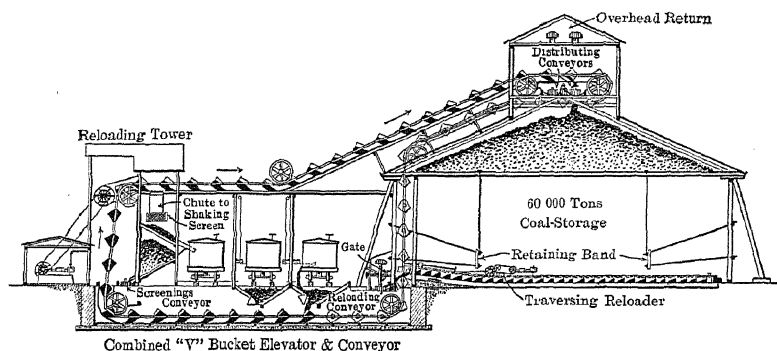 Overhead Return
Distributing
Conveyors
Reloading Tower
Chute to
Shaking
Screen
60 000 Tons
Coal-Storage
Gate
Retaining Band
Screenings
Conveyor
Reloading
Conveyor
Traversing Reloader
Combined "V" Bucket Elevator & Conveyor